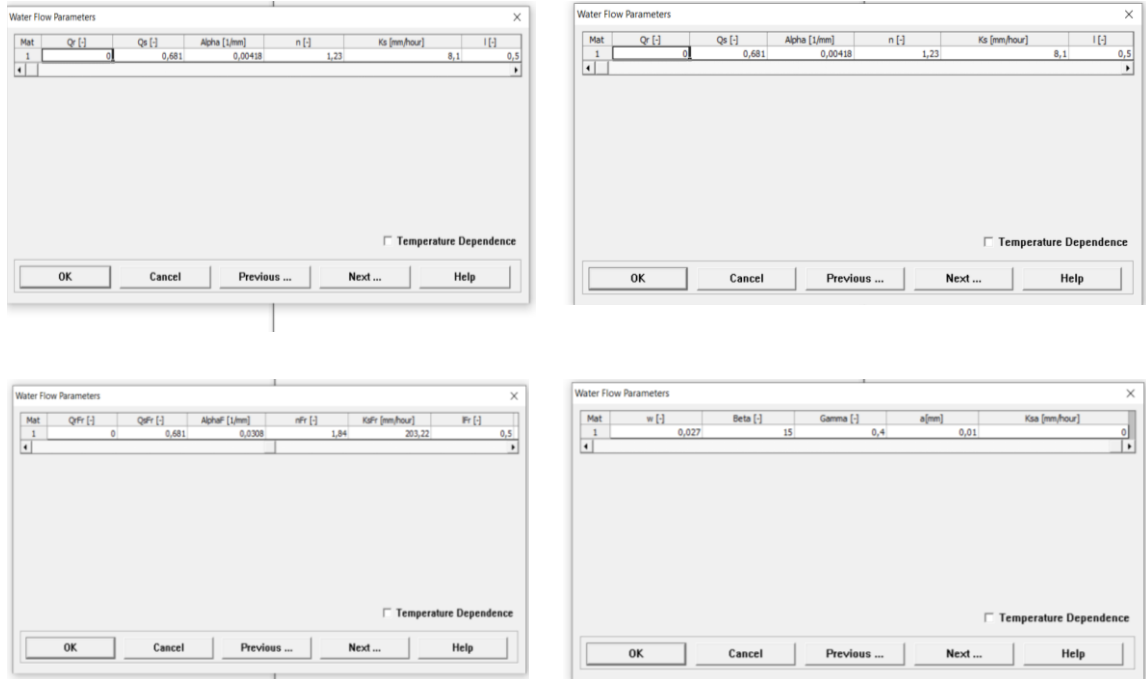 Water Flow Parameters
Mat Qr [-] Qs [-] Alpha [1/mm] n [-] Ks [mm/hour] l [-]
1 0 0,681 0,00418 1,23 8,1 0,5
Temperature Dependence
OK Cancel Previous ... Next ... Help
Water Flow Parameters
Mat Qr [-] Qs [-] Alpha [1/mm] n [-] Ks [mm/hour] l [-]
1 0 0,681 0,00418 1,23 8,1 0,5
Temperature Dependence
OK Cancel Previous ... Next ... Help
Water Flow Parameters
Mat QrFr [-] QsFr [-] AlphaF [1/mm] nFr [-] KsFr [mm/hour] lFr [-]
1 0 0,681 0,0308 1,84 203,22 0,5
Temperature Dependence
OK Cancel Previous ... Next ... Help
Water Flow Parameters
Mat w [-] Beta [-] Gamma [-] a[mm] Ksa [mm/hour]
1 0,027 15 0,4 0,01 0
Temperature Dependence
OK Cancel Previous ... Next ... Help